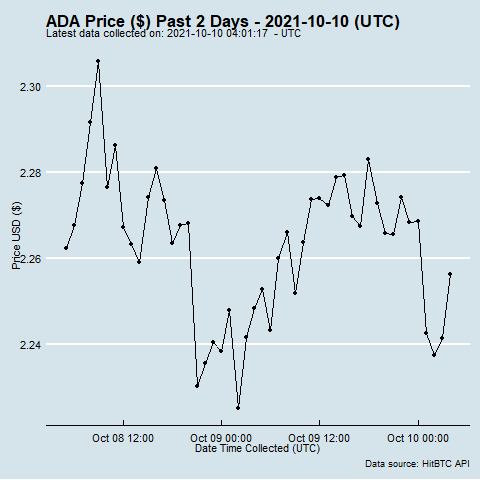 ADA Price ($) Past 2 Days - 2021-10-10 (UTC)
Latest data collected on: 2021-10-10 04:01:17  - UTC
Price USD ($)
2.30
2.28
2.26
2.24
Oct 08 12:00
Oct 09 00:00
Oct 09 12:00
Oct 10 00:00
Date Time Collected (UTC)
Data source: HitBTC API